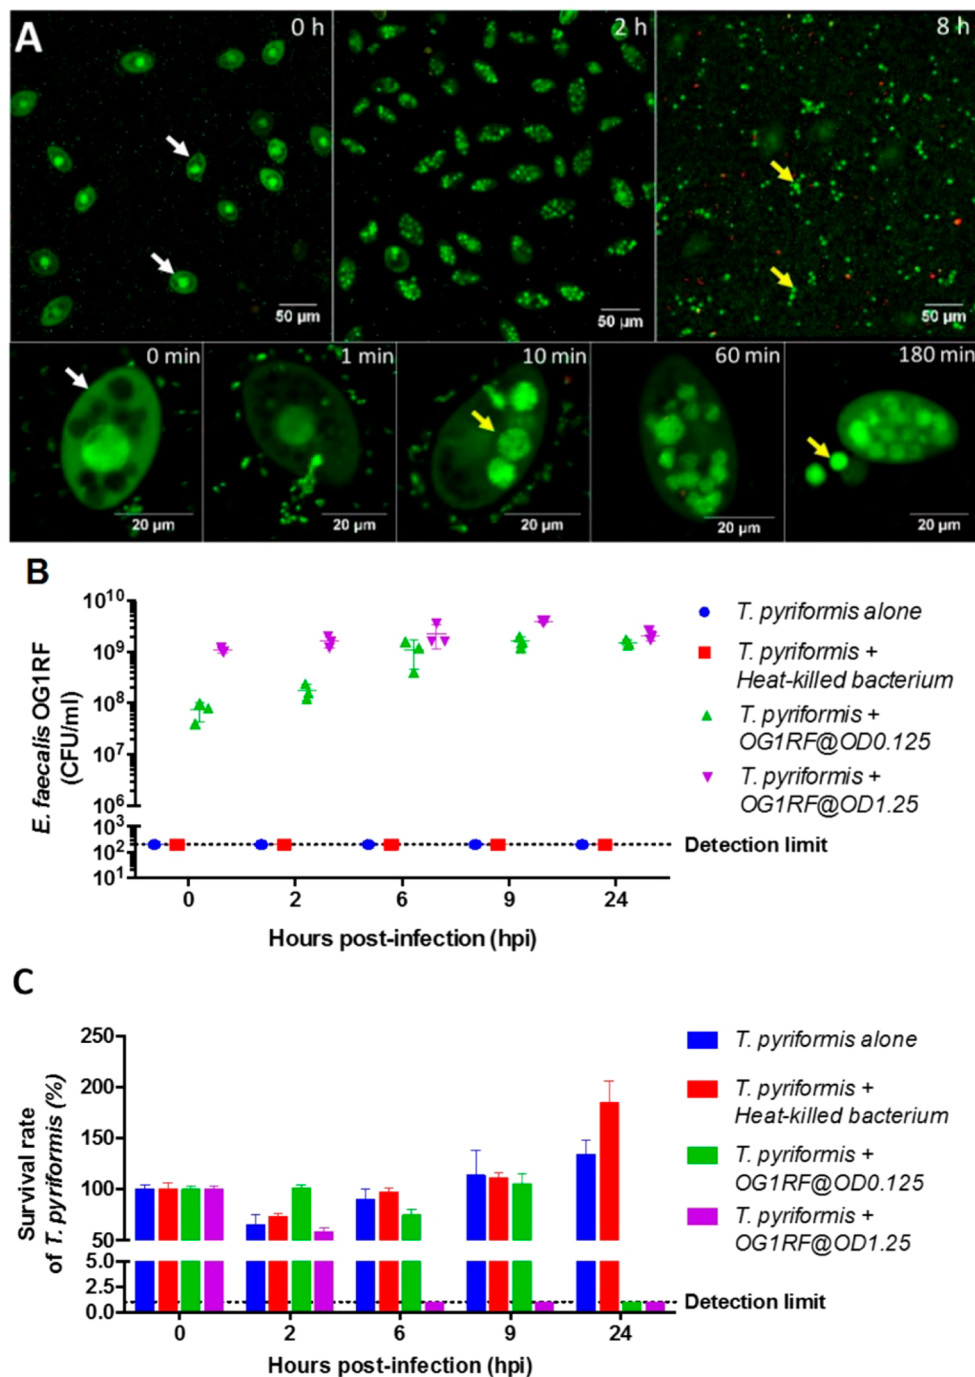 A
0 h
2 h
8 h
50 µm
50 µm
50 µm
0 min
1 min
10 min
60 min
180 min
20 µm
20 µm
20 µm
20 µm
20 µm
B
E. faecalis OG1RF
(CFU/ml)
10^10
10^9
10^8
10^7
10^6
10^3
10^2
10^1
0
2
6
9
24
Hours post-infection (hpi)
T. pyriformis alone
T. pyriformis +
Heat-killed bacterium
T. pyriformis +
OG1RF@OD0.125
T. pyriformis +
OG1RF@OD1.25
Detection limit
C
Survival rate
of T. pyriformis (%)
250
200
150
100
50
5.0
2.5
0.0
0
2
6
9
24
Hours post-infection (hpi)
T. pyriformis alone
T. pyriformis +
Heat-killed bacterium
T. pyriformis +
OG1RF@OD0.125
T. pyriformis +
OG1RF@OD1.25
Detection limit